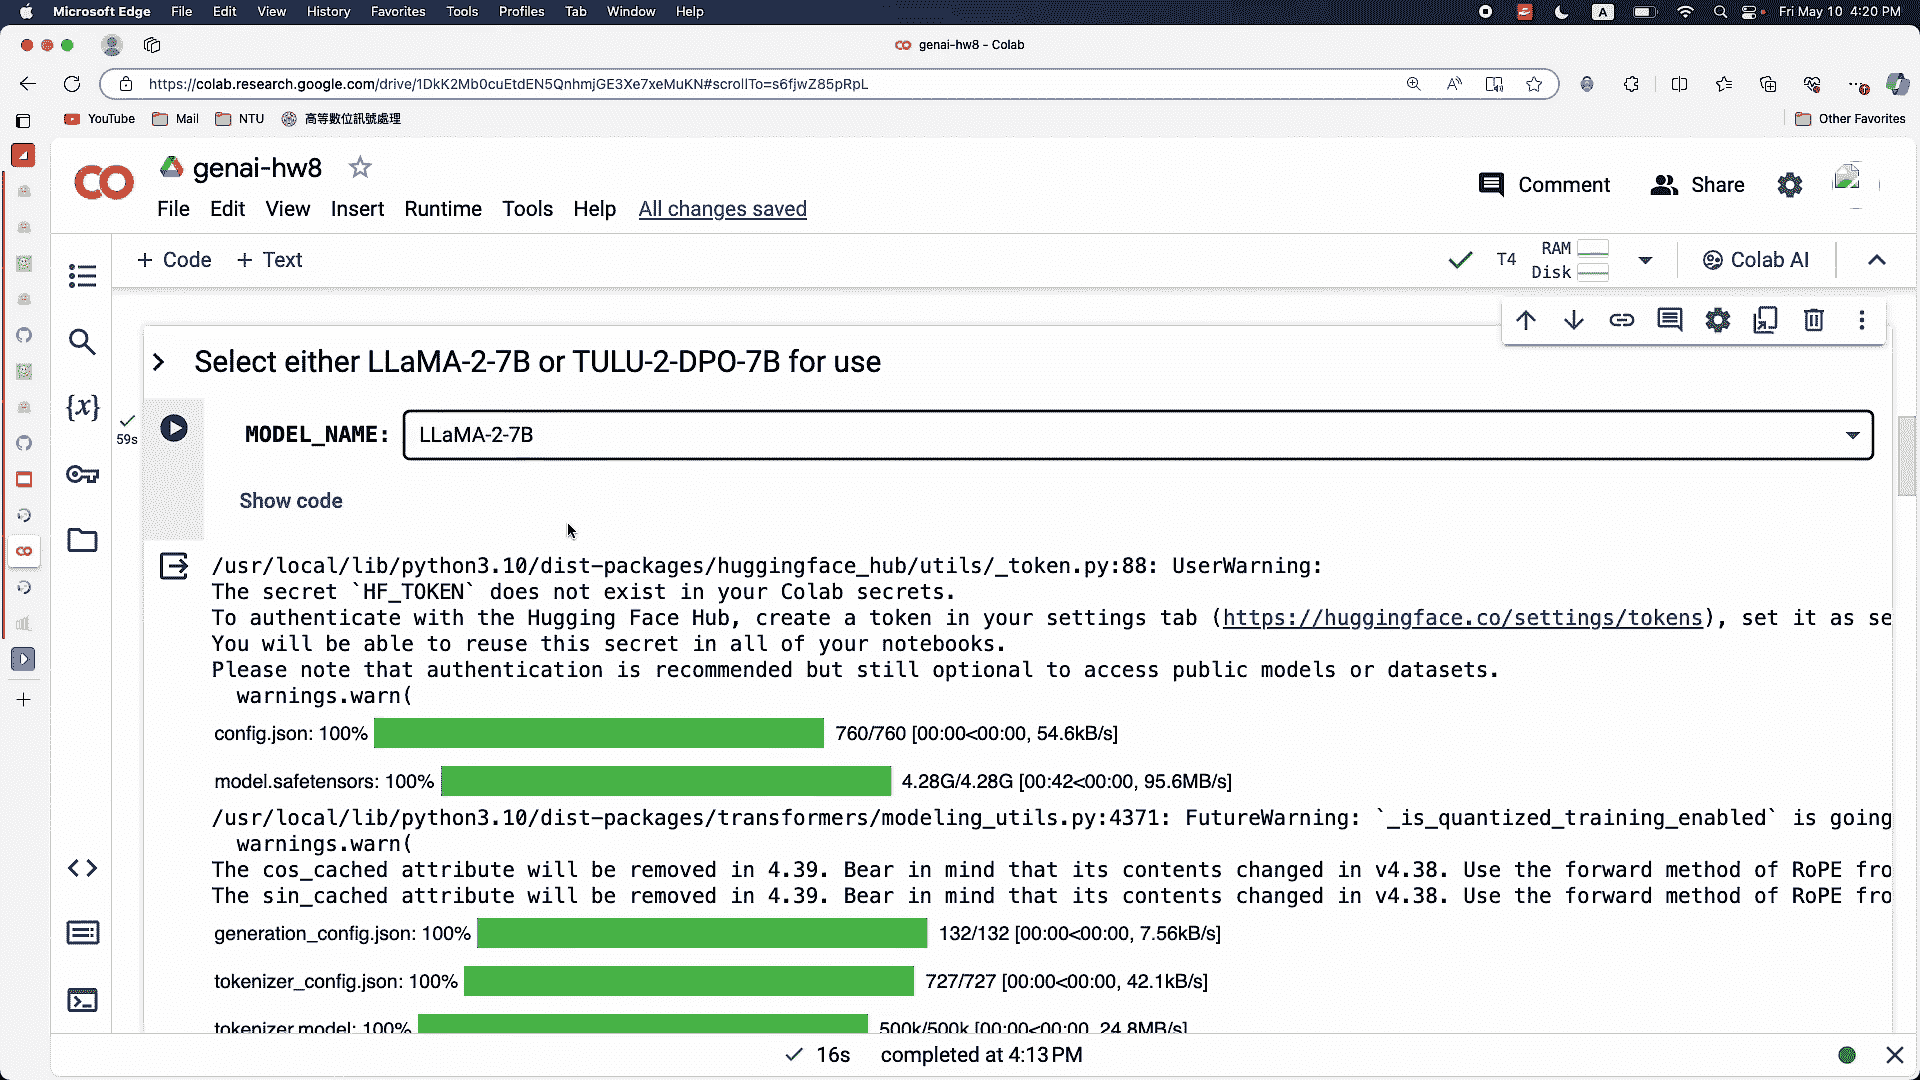 Microsoft Edge File Edit View History Favorites Tools Profiles Tab Window Help A Fri May 10 4:20 PM
genai-hw8 - Colab
https://colab.research.google.com/drive/1DkK2Mb0cuEtdEN5QnhmjGE3Xe7xeMuKN#scrollTo=s6fjwZ85pRpL
YouTube Mail NTU 高等數位訊號處理 Other Favorites
genai-hw8
Comment Share
File Edit View Insert Runtime Tools Help All changes saved
+ Code + Text T4 RAM Disk Colab AI
Select either LLaMA-2-7B or TULU-2-DPO-7B for use
{x}
59s
MODEL_NAME: LLaMA-2-7B
Show code
/usr/local/lib/python3.10/dist-packages/huggingface_hub/utils/_token.py:88: UserWarning:
The secret `HF_TOKEN` does not exist in your Colab secrets.
To authenticate with the Hugging Face Hub, create a token in your settings tab (https://huggingface.co/settings/tokens), set it as se
You will be able to reuse this secret in all of your notebooks.
Please note that authentication is recommended but still optional to access public models or datasets.
warnings.warn(
config.json: 100% 760/760 [00:00<00:00, 54.6kB/s]
model.safetensors: 100% 4.28G/4.28G [00:42<00:00, 95.6MB/s]
/usr/local/lib/python3.10/dist-packages/transformers/modeling_utils.py:4371: FutureWarning: `_is_quantized_training_enabled` is going
warnings.warn(
The cos_cached attribute will be removed in 4.39. Bear in mind that its contents changed in v4.38. Use the forward method of RoPE fro
The sin_cached attribute will be removed in 4.39. Bear in mind that its contents changed in v4.38. Use the forward method of RoPE fro
generation_config.json: 100% 132/132 [00:00<00:00, 7.56kB/s]
tokenizer_config.json: 100% 727/727 [00:00<00:00, 42.1kB/s]
tokenizer.model: 100% 500k/500k [00:00<00:00, 24.8MB/s]
16s completed at 4:13 PM